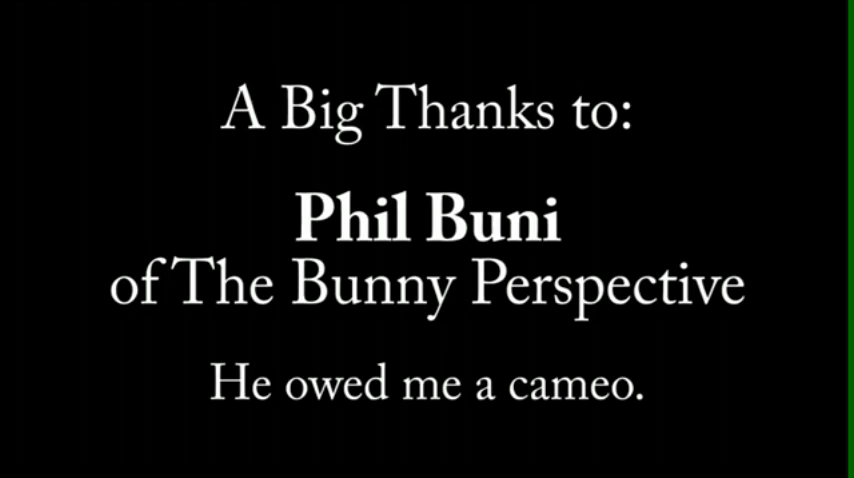 A Big Thanks to:
Phil Buni
of The Bunny Perspective
He owed me a cameo.